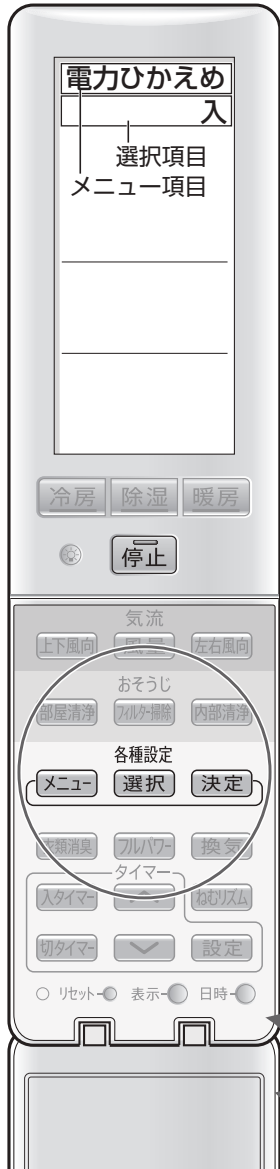 電力ひかえめ
入
選択項目
メニュー項目
冷房 除湿 暖房
停止
気流
上下風向 風量 左右風向
おそうじ
部屋清浄 フィルター掃除 内部清浄
各種設定
メニュー 選択 決定
衣類消臭 フルパワー 換気
タイマー
入タイマー ねむリズム
切タイマー 設定
リセット 表示 日時